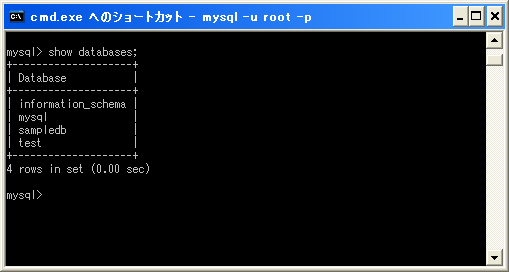 cmd.exe へのショートカット - mysql -u root -p
mysql> show databases;
+--------------------+
| Database           |
+--------------------+
| information_schema |
| mysql              |
| sampledb           |
| test               |
+--------------------+
4 rows in set (0.00 sec)
mysql>